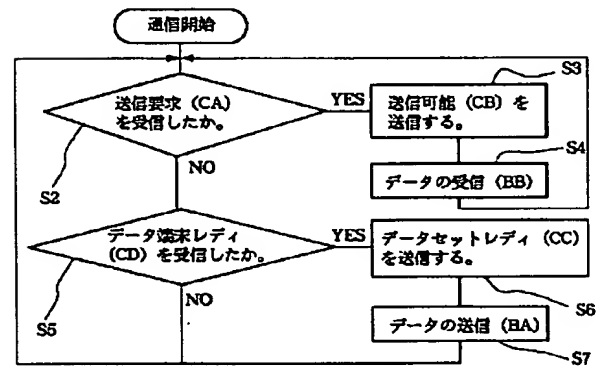 通信開始
送信要求（CA）
を受信したか。
YES
送信可能（CB）を
送信する。
S3
S2
NO
データの受信（BB）
S4
データ端末レディ
（CD）を受信したか。
YES
データセットレディ（CC）
を送信する。
S6
S5
NO
データの送信（BA）
S7